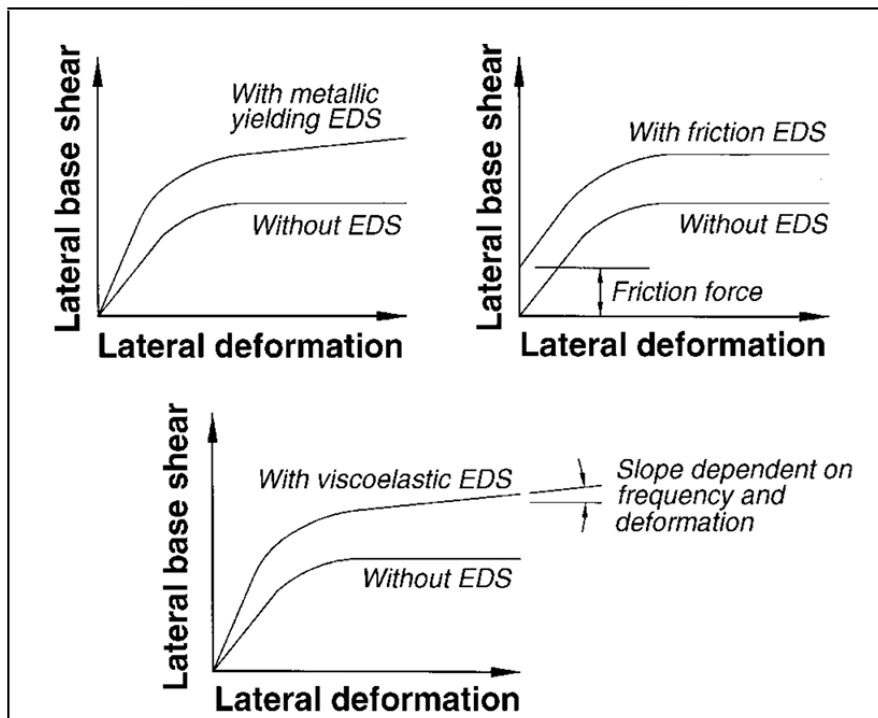 Lateral base shear
With metallic
yielding EDS
Without EDS
Lateral deformation
Lateral base shear
With friction EDS
Without EDS
Friction force
Lateral deformation
Lateral base shear
With viscoelastic EDS
Without EDS
Slope dependent on
frequency and
deformation
Lateral deformation